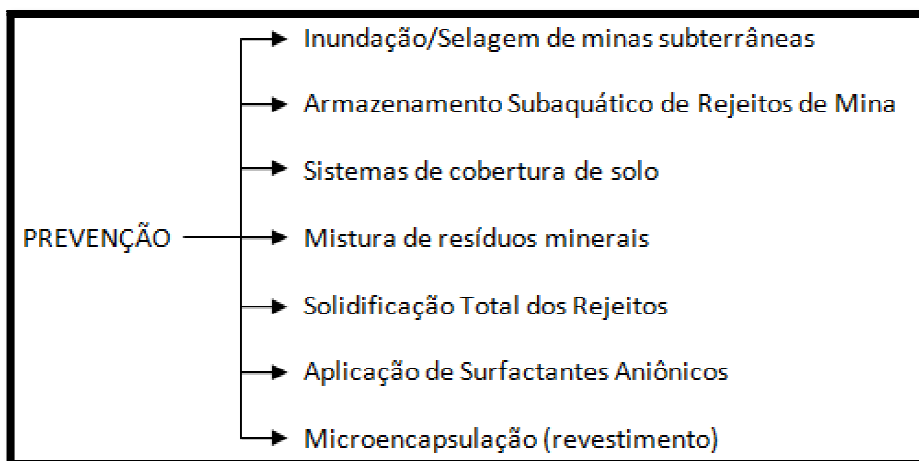 Inundação/Selagem de minas subterrâneas
Armazenamento Subaquático de Rejeitos de Mina
Sistemas de cobertura de solo
PREVENÇÃO
Mistura de resíduos minerais
Solidificação Total dos Rejeitos
Aplicação de Surfactantes Aniônicos
Microencapsulação (revestimento)